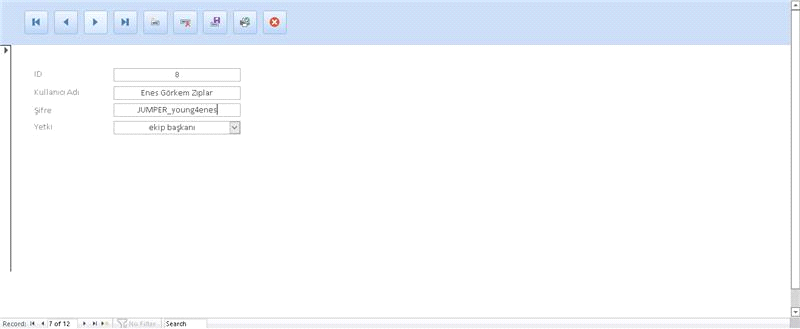 ID 8
Kullanıcı Adı Enes Görkem Zıplar
Şifre JUMPER_young4enes
Yetki ekip başkanı
Record: 7 of 12 No Filter Search